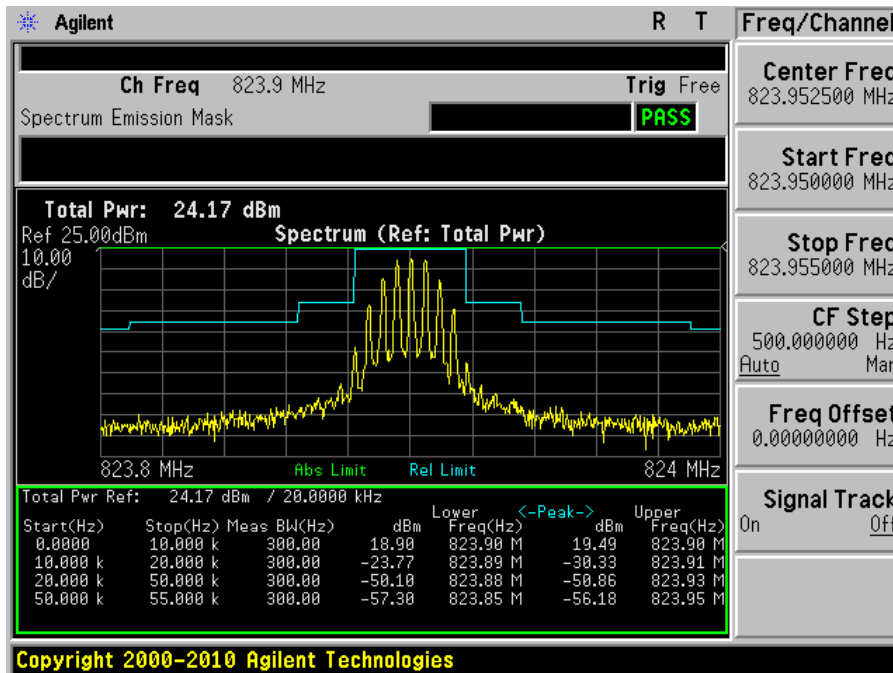 Agilent R T Freq/Channel
Ch Freq 823.9 MHz Trig Free
Spectrum Emission Mask PASS
Center Freq
823.952500 MHz
Start Freq
823.950000 MHz
Stop Freq
823.955000 MHz
CF Step
500.000000 Hz
Auto Man
Freq Offset
0.00000000 Hz
Signal Track
On Off
Total Pwr: 24.17 dBm
Ref 25.00dBm Spectrum (Ref: Total Pwr)
10.00
dB/
823.8 MHz Abs Limit Rel Limit 824 MHz
Total Pwr Ref: 24.17 dBm / 20.0000 kHz
Lower <-Peak-> Upper
Start(Hz) Stop(Hz) Meas BW(Hz) dBm Freq(Hz) dBm Freq(Hz)
0.0000 10.000 k 300.00 18.90 823.90 M 19.49 823.90 M
10.000 k 20.000 k 300.00 -23.77 823.89 M -30.33 823.91 M
20.000 k 50.000 k 300.00 -50.10 823.88 M -50.86 823.93 M
50.000 k 55.000 k 300.00 -57.30 823.85 M -56.18 823.95 M
Copyright 2000-2010 Agilent Technologies